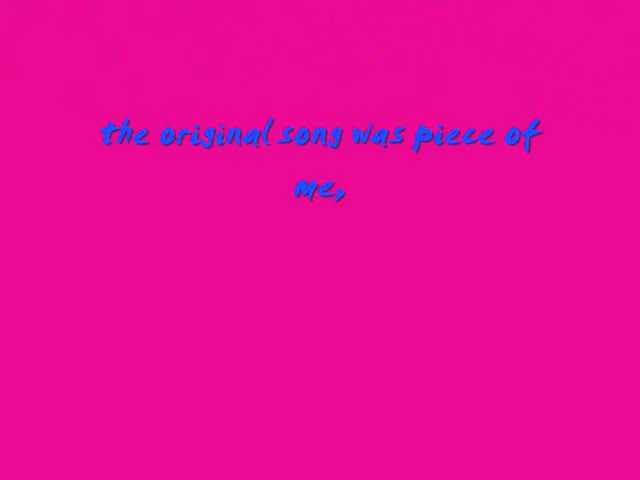 the original song was piece of
me,